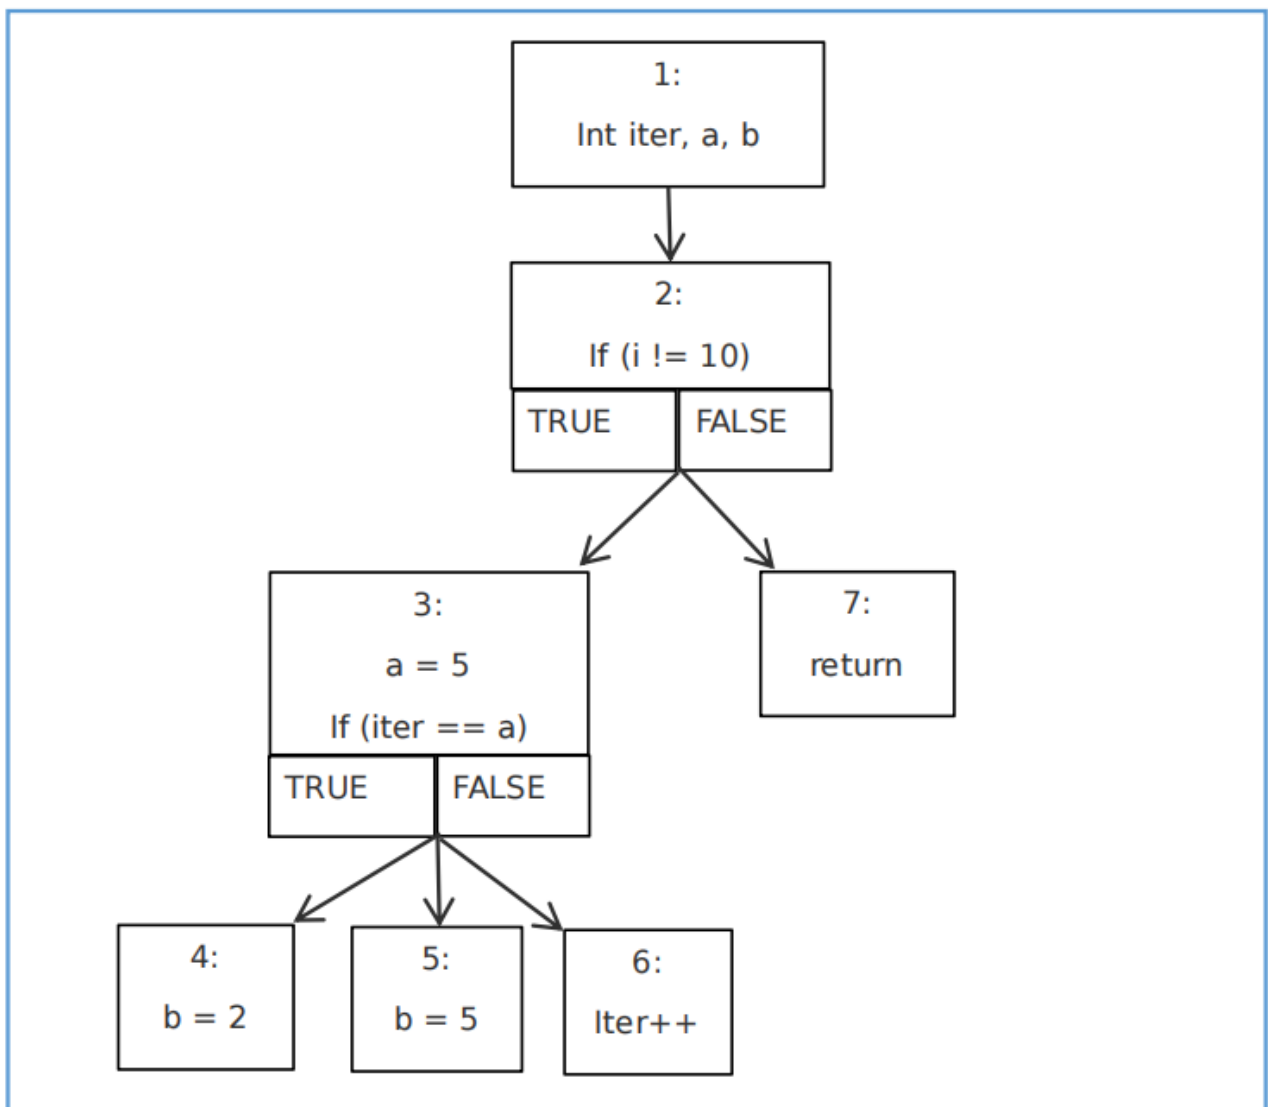 1:
Int iter, a, b
2:
If (i != 10)
TRUE
FALSE
3:
a = 5
If (iter == a)
TRUE
FALSE
7:
return
4:
b = 2
5:
b = 5
6:
Iter++